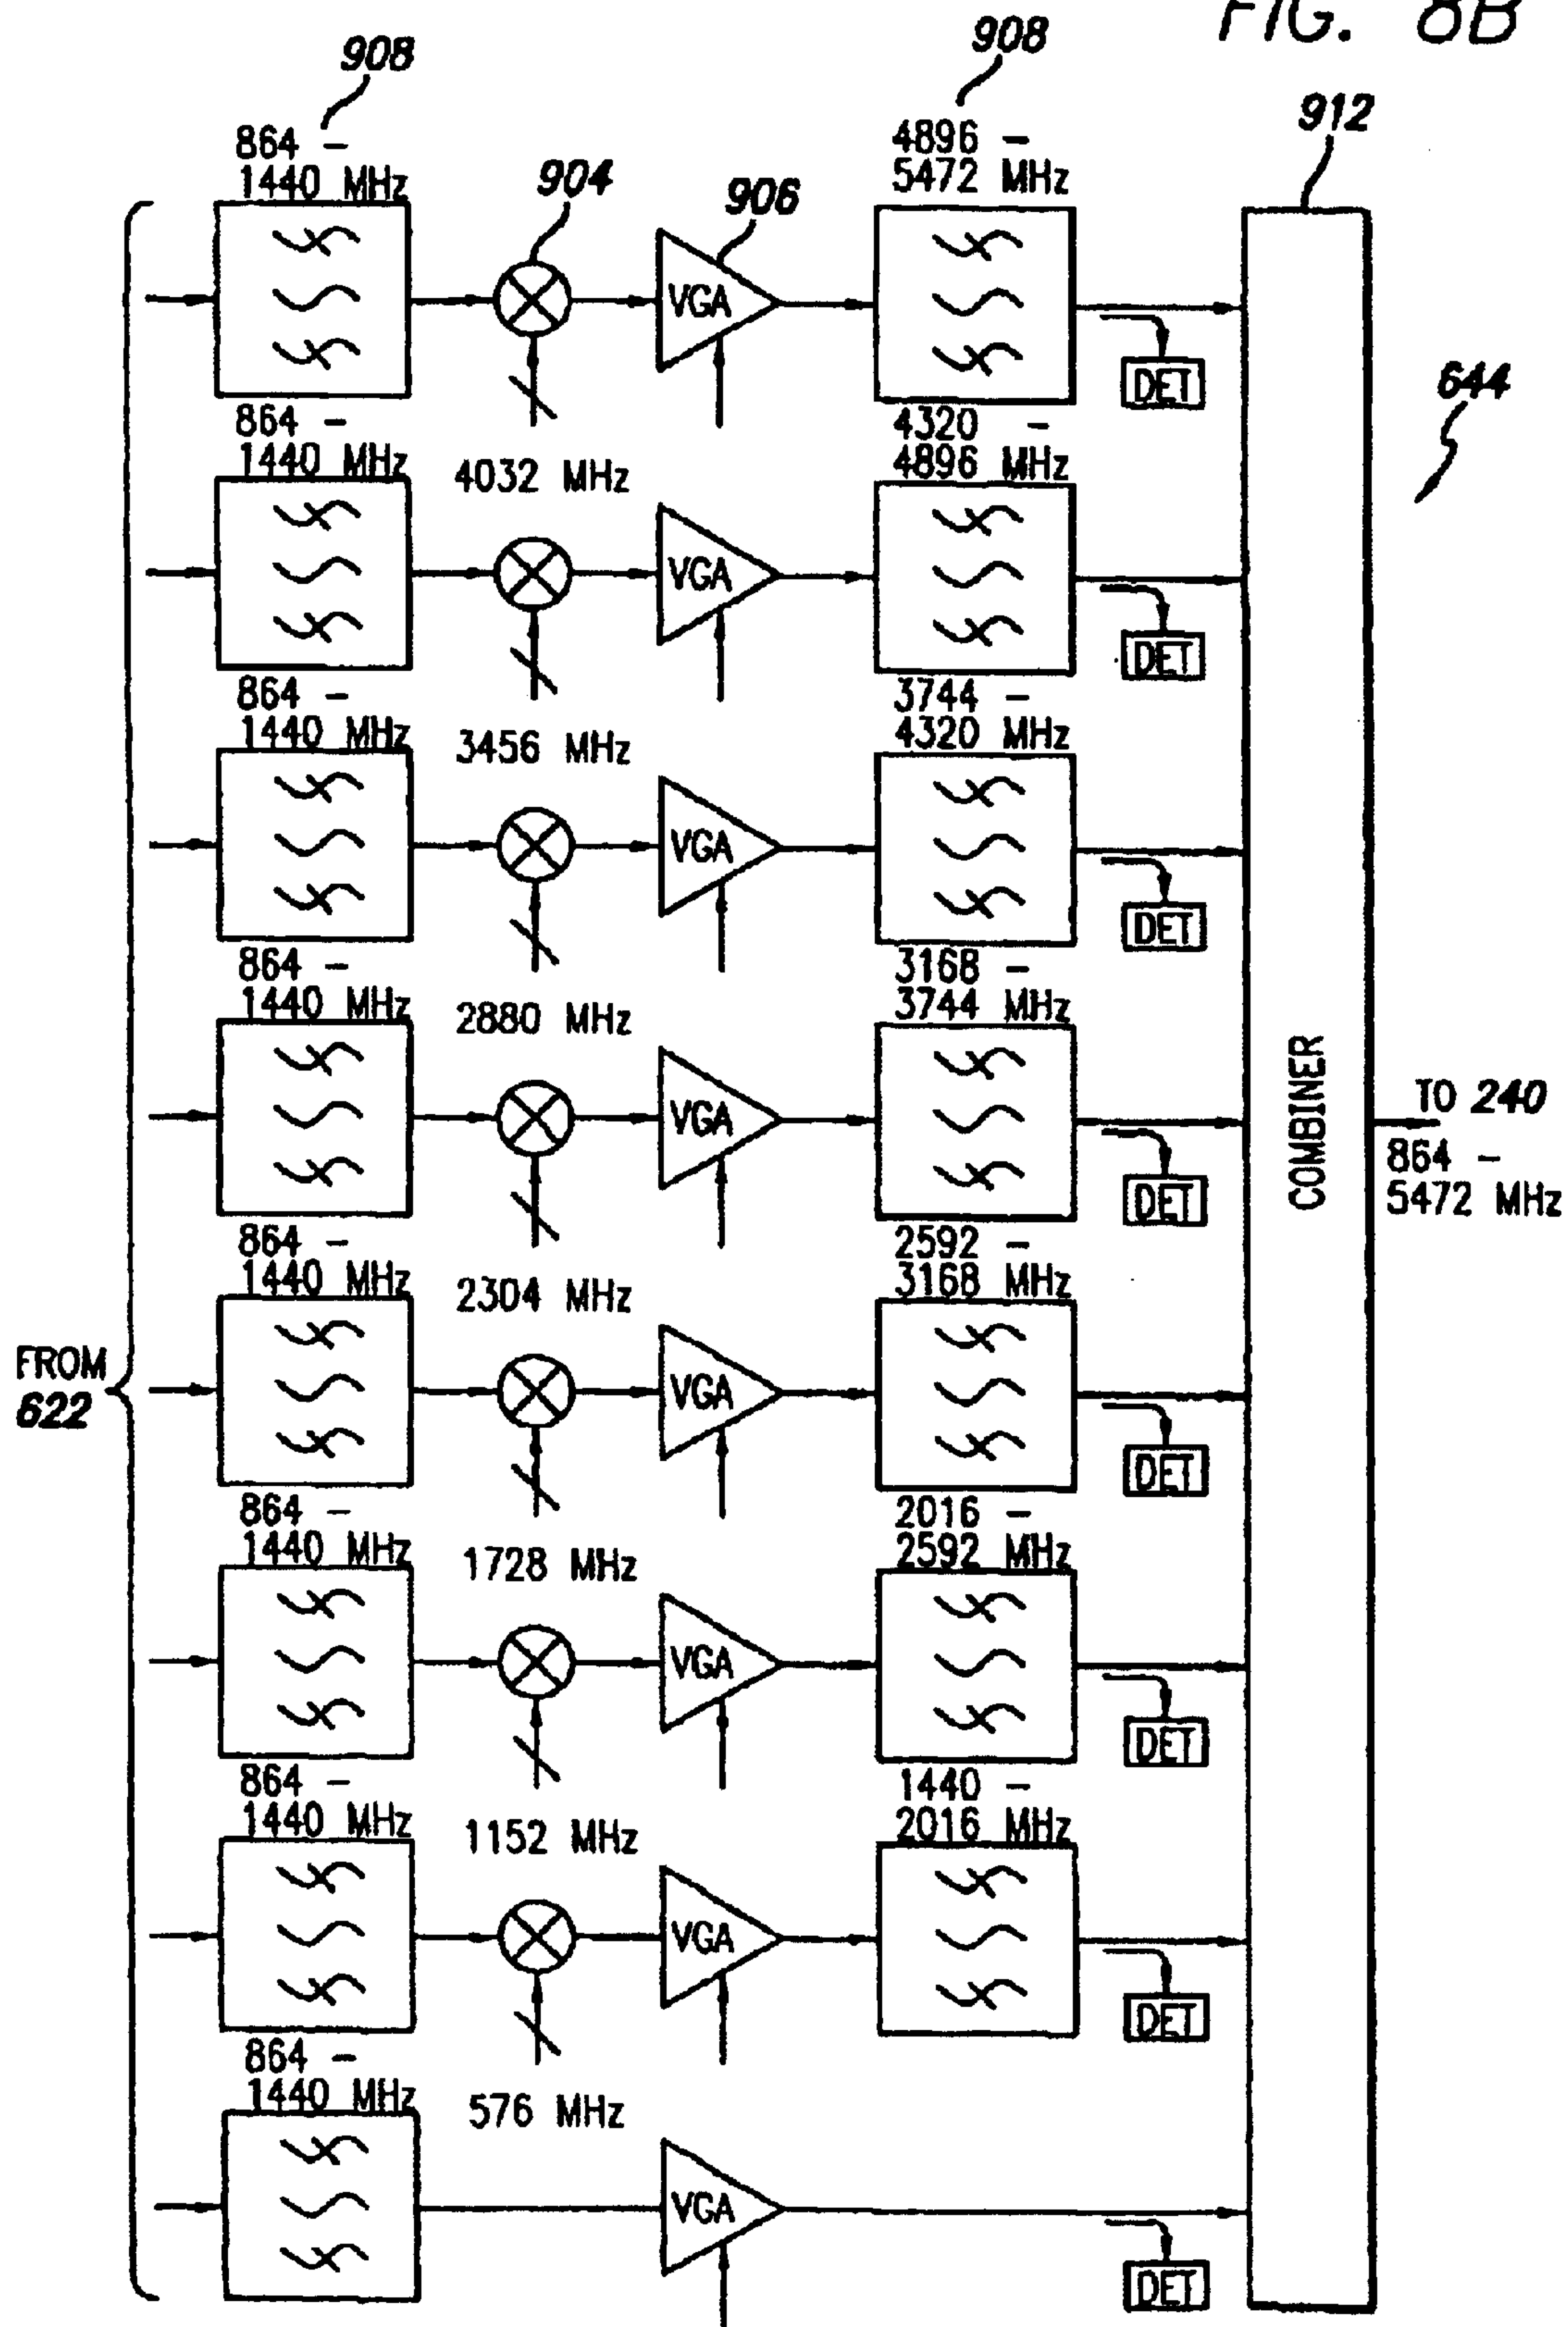 FIG. 8B
908
908
912
864 -
1440 MHz
904
906
4896 -
5472 MHz
VGA
DET
644
864 -
1440 MHz
4032 MHz
4320 -
4896 MHz
VGA
DET
864 -
1440 MHz
3456 MHz
3744 -
4320 MHz
VGA
DET
864 -
1440 MHz
2880 MHz
3168 -
3744 MHz
VGA
DET
COMBINER
TO 240
864 -
5472 MHz
864 -
1440 MHz
2304 MHz
2592 -
3168 MHz
FROM
622
VGA
DET
864 -
1440 MHz
1728 MHz
2016 -
2592 MHz
VGA
DET
864 -
1440 MHz
1152 MHz
1440 -
2016 MHz
VGA
DET
864 -
1440 MHz
576 MHz
VGA
DET